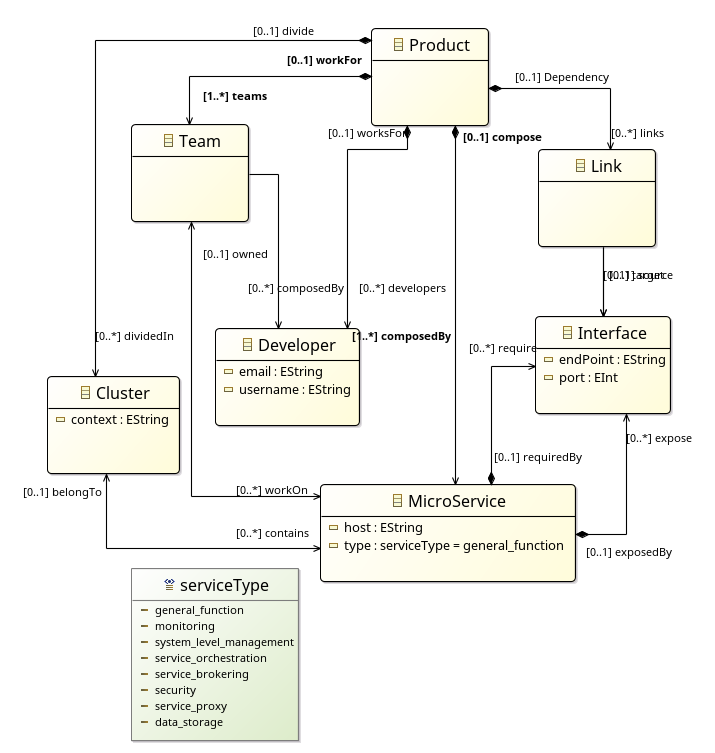 [0..1] divide
Product
[0..1] workFor
[0..1] Dependency
[1..*] teams
[0..1] worksFor
[0..1] compose
[0..*] links
Team
Link
[0..1] owned
[0..1] target
[0..1] source
[0..*] composedBy
[0..*] developers
[0..*] dividedIn
Developer
email : EString
username : EString
[1..*] composedBy
[0..*] require
Interface
endPoint : EString
port : EInt
Cluster
context : EString
[0..*] expose
[0..1] requiredBy
[0..1] belongTo
[0..*] workOn
MicroService
host : EString
type : serviceType = general_function
[0..*] contains
[0..1] exposedBy
serviceType
general_function
monitoring
system_level_management
service_orchestration
service_brokering
security
service_proxy
data_storage